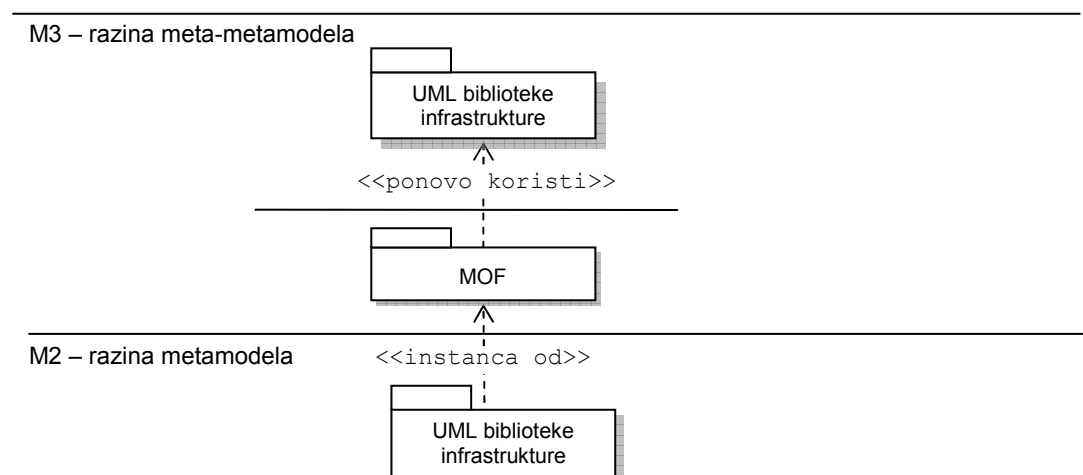 M3 – razina meta-metamodela
UML biblioteke
infrastrukture
<<ponovo koristi>>
MOF
M2 – razina metamodela
<<instanca od>>
UML biblioteke
infrastrukture